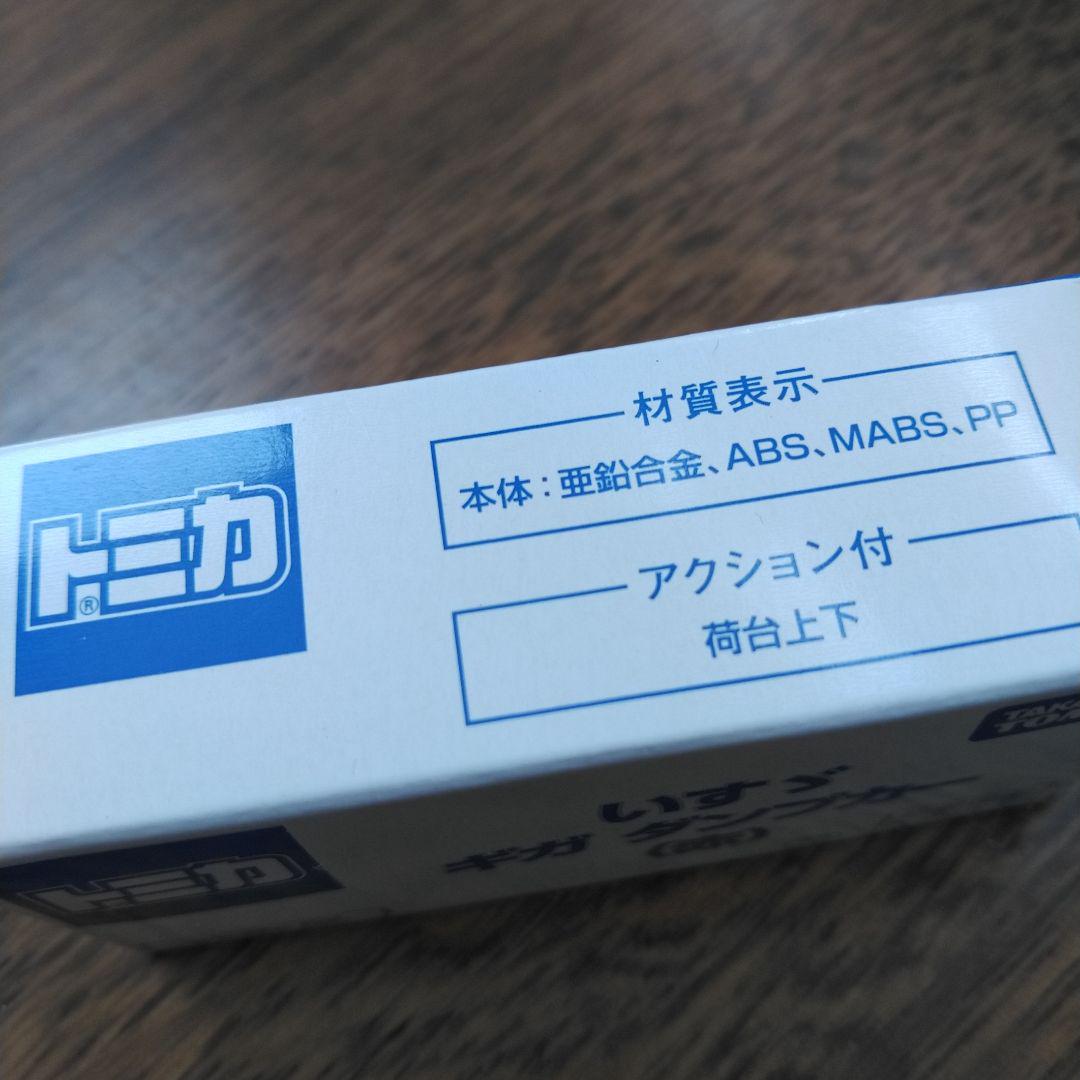 トミカ®
材質表示
本体:亜鉛合金、ABS、MABS、PP
アクション付
荷台上下
いすゞ
ギガ ダンプカー
トミカ